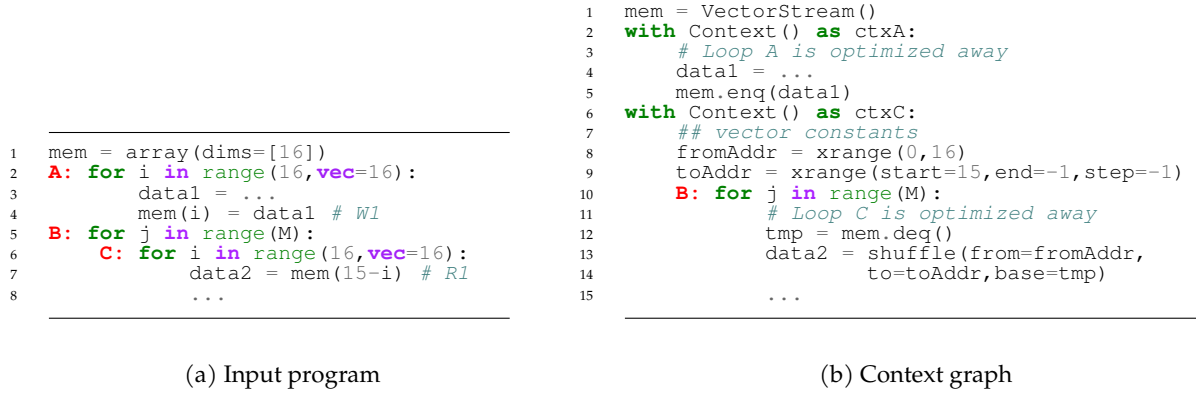 1 mem = array(dims=[16])
2 A: for i in range(16,vec=16):
3 data1 = ...
4 mem(i) = data1 # W1
5 B: for j in range(M):
6 C: for i in range(16,vec=16):
7 data2 = mem(15-i) # R1
8 ...
(a) Input program
1 mem = VectorStream()
2 with Context() as ctxA:
3 # Loop A is optimized away
4 data1 = ...
5 mem.enq(data1)
6 with Context() as ctxC:
7 ## vector constants
8 fromAddr = xrange(0,16)
9 toAddr = xrange(start=15,end=-1,step=-1)
10 B: for j in range(M):
11 # Loop C is optimized away
12 tmp = mem.deq()
13 data2 = shuffle(from=fromAddr,
14 to=toAddr,base=tmp)
15 ...
(b) Context graph